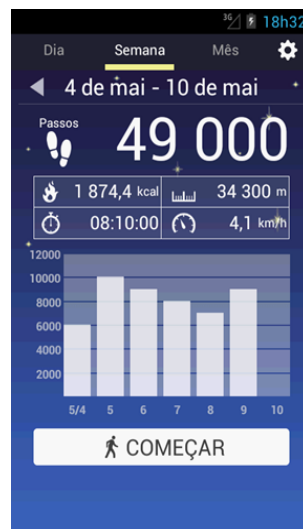 3G 18h32
Dia Semana Mês
4 de mai - 10 de mai
Passos
49 000
1 874,4 kcal 34 300 m
08:10:00 4,1 km/h
12000
10000
8000
6000
4000
2000
5/4 5 6 7 8 9 10
COMEÇAR